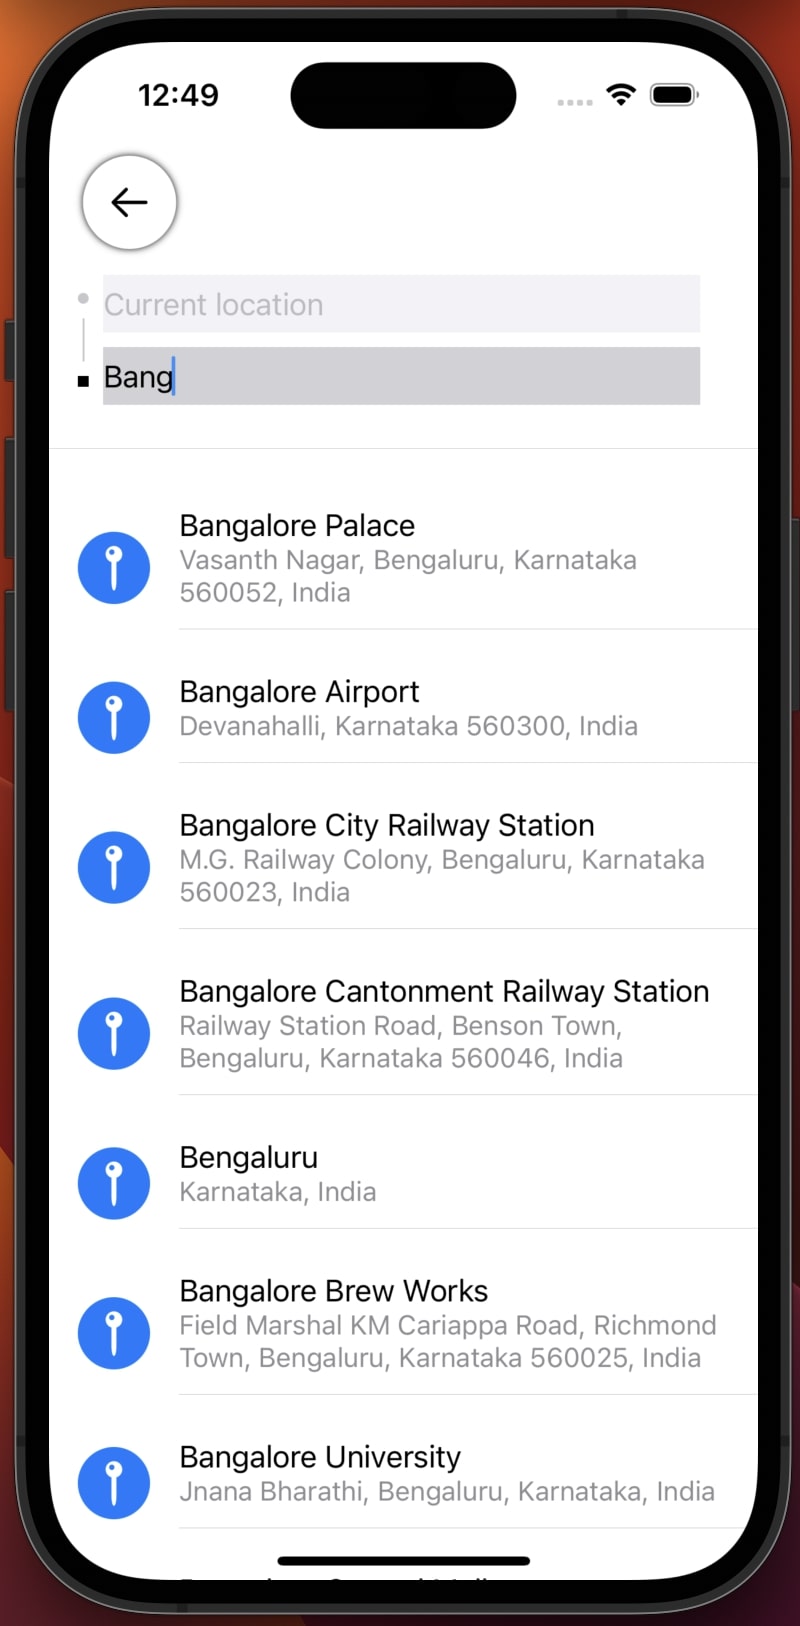 12:49
Current location
Bang
Bangalore Palace
Vasanth Nagar, Bengaluru, Karnataka
560052, India
Bangalore Airport
Devanahalli, Karnataka 560300, India
Bangalore City Railway Station
M.G. Railway Colony, Bengaluru, Karnataka
560023, India
Bangalore Cantonment Railway Station
Railway Station Road, Benson Town,
Bengaluru, Karnataka 560046, India
Bengaluru
Karnataka, India
Bangalore Brew Works
Field Marshal KM Cariappa Road, Richmond
Town, Bengaluru, Karnataka 560025, India
Bangalore University
Jnana Bharathi, Bengaluru, Karnataka, India